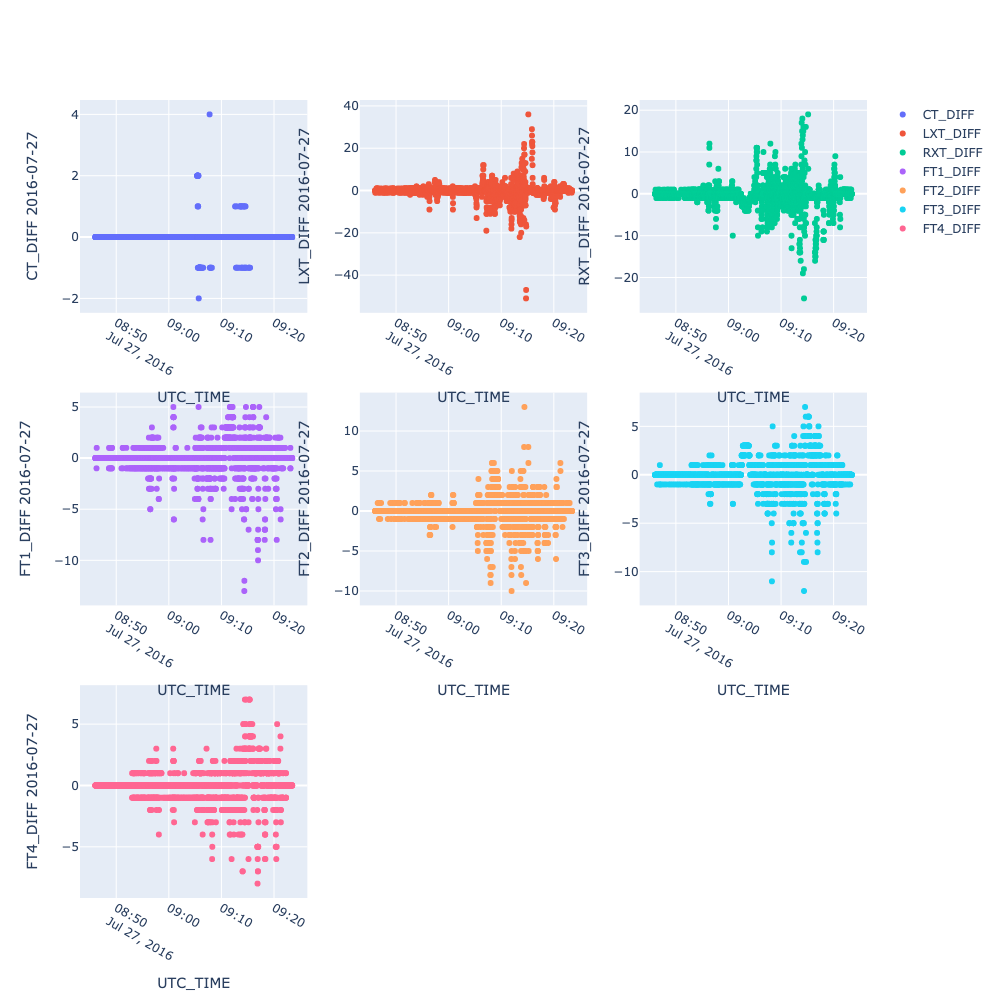 CT_DIFF 2016-07-27
4
2
0
−2
08:50
09:00
09:10
09:20
Jul 27, 2016
UTC_TIME
LXT_DIFF 2016-07-27
40
20
0
−20
−40
08:50
09:00
09:10
09:20
Jul 27, 2016
UTC_TIME
RXT_DIFF 2016-07-27
20
10
0
−10
−20
08:50
09:00
09:10
09:20
Jul 27, 2016
UTC_TIME
CT_DIFF
LXT_DIFF
RXT_DIFF
FT1_DIFF
FT2_DIFF
FT3_DIFF
FT4_DIFF
FT1_DIFF 2016-07-27
5
0
−5
−10
08:50
09:00
09:10
09:20
Jul 27, 2016
UTC_TIME
FT2_DIFF 2016-07-27
10
5
0
−5
−10
08:50
09:00
09:10
09:20
Jul 27, 2016
UTC_TIME
FT3_DIFF 2016-07-27
5
0
−5
−10
08:50
09:00
09:10
09:20
Jul 27, 2016
UTC_TIME
FT4_DIFF 2016-07-27
5
0
−5
08:50
09:00
09:10
09:20
Jul 27, 2016
UTC_TIME